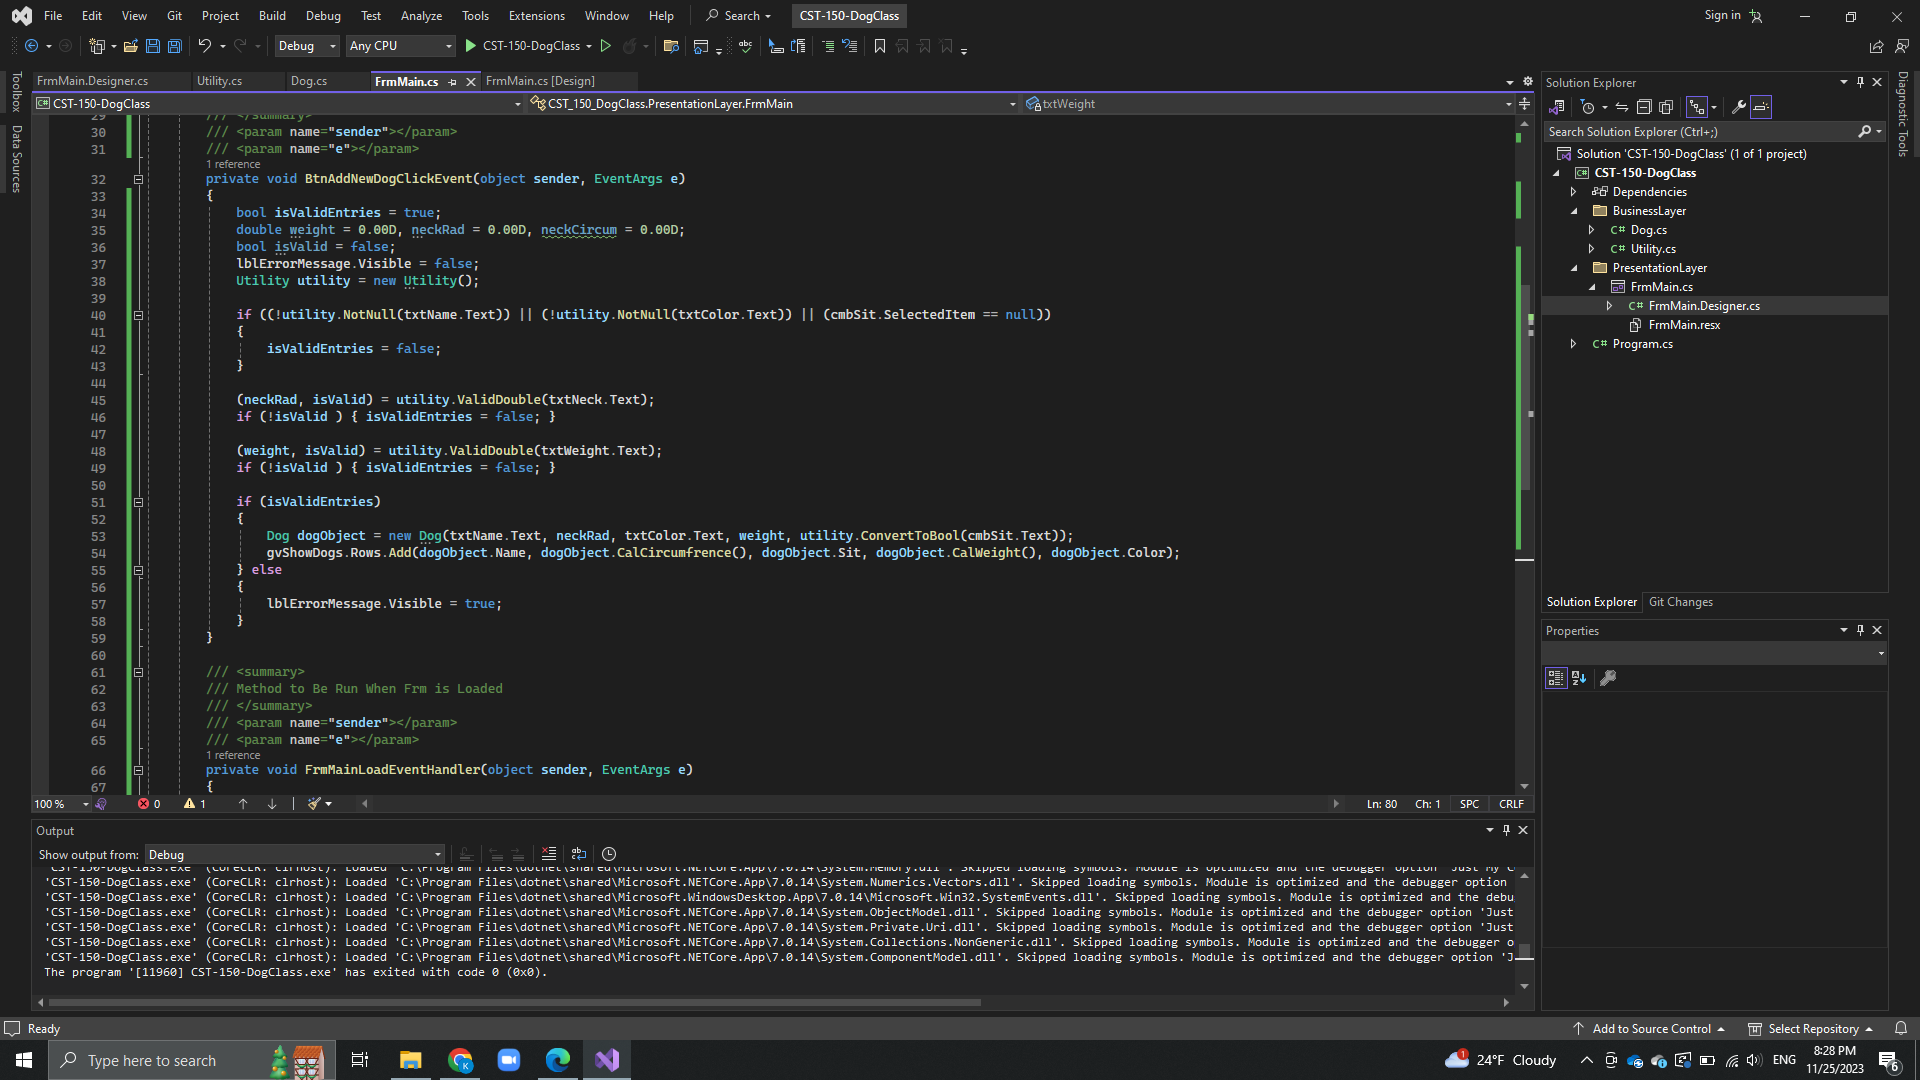 File Edit View Git Project Build Debug Test Analyze Tools Extensions Window Help Search CST-150-DogClass Sign in
Debug Any CPU CST-150-DogClass
Toolbox
Data Sources
FrmMain.Designer.cs Utility.cs Dog.cs FrmMain.cs FrmMain.cs [Design]
C# CST-150-DogClass CST_150_DogClass.PresentationLayer.FrmMain txtWeight
29 /// </summary>
30 /// <param name="sender"></param>
31 /// <param name="e"></param>
1 reference
32 private void BtnAddNewDogClickEvent(object sender, EventArgs e)
33 {
34 bool isValidEntries = true;
35 double weight = 0.00D, neckRad = 0.00D, neckCircum = 0.00D;
36 bool isValid = false;
37 lblErrorMessage.Visible = false;
38 Utility utility = new Utility();
39
40 if ((!utility.NotNull(txtName.Text)) || (!utility.NotNull(txtColor.Text)) || (cmbSit.SelectedItem == null))
41 {
42 isValidEntries = false;
43 }
44
45 (neckRad, isValid) = utility.ValidDouble(txtNeck.Text);
46 if (!isValid ) { isValidEntries = false; }
47
48 (weight, isValid) = utility.ValidDouble(txtWeight.Text);
49 if (!isValid ) { isValidEntries = false; }
50
51 if (isValidEntries)
52 {
53 Dog dogObject = new Dog(txtName.Text, neckRad, txtColor.Text, weight, utility.ConvertToBool(cmbSit.Text));
54 gvShowDogs.Rows.Add(dogObject.Name, dogObject.CalCircumfrence(), dogObject.Sit, dogObject.CalWeight(), dogObject.Color);
55 } else
56 {
57 lblErrorMessage.Visible = true;
58 }
59 }
60
61 /// <summary>
62 /// Method to Be Run When Frm is Loaded
63 /// </summary>
64 /// <param name="sender"></param>
65 /// <param name="e"></param>
1 reference
66 private void FrmMainLoadEventHandler(object sender, EventArgs e)
67 {
100 % 0 1 Ln: 80 Ch: 1 SPC CRLF
Output
Show output from: Debug
'CST-150-DogClass.exe' (CoreCLR: clrhost): Loaded 'C:\Program Files\dotnet\shared\Microsoft.NETCore.App\7.0.14\System.Memory.dll'. Skipped loading symbols. Module is optimized and the debugger option 'Just My C
'CST-150-DogClass.exe' (CoreCLR: clrhost): Loaded 'C:\Program Files\dotnet\shared\Microsoft.NETCore.App\7.0.14\System.Numerics.Vectors.dll'. Skipped loading symbols. Module is optimized and the debugger option
'CST-150-DogClass.exe' (CoreCLR: clrhost): Loaded 'C:\Program Files\dotnet\shared\Microsoft.WindowsDesktop.App\7.0.14\Microsoft.Win32.SystemEvents.dll'. Skipped loading symbols. Module is optimized and the debu
'CST-150-DogClass.exe' (CoreCLR: clrhost): Loaded 'C:\Program Files\dotnet\shared\Microsoft.NETCore.App\7.0.14\System.ObjectModel.dll'. Skipped loading symbols. Module is optimized and the debugger option 'Just
'CST-150-DogClass.exe' (CoreCLR: clrhost): Loaded 'C:\Program Files\dotnet\shared\Microsoft.NETCore.App\7.0.14\System.Private.Uri.dll'. Skipped loading symbols. Module is optimized and the debugger option 'Just
'CST-150-DogClass.exe' (CoreCLR: clrhost): Loaded 'C:\Program Files\dotnet\shared\Microsoft.NETCore.App\7.0.14\System.Collections.NonGeneric.dll'. Skipped loading symbols. Module is optimized and the debugger o
'CST-150-DogClass.exe' (CoreCLR: clrhost): Loaded 'C:\Program Files\dotnet\shared\Microsoft.NETCore.App\7.0.14\System.ComponentModel.dll'. Skipped loading symbols. Module is optimized and the debugger option 'J
The program '[11960] CST-150-DogClass.exe' has exited with code 0 (0x0).
Solution Explorer
Search Solution Explorer (Ctrl+;)
Solution 'CST-150-DogClass' (1 of 1 project)
C# CST-150-DogClass
Dependencies
BusinessLayer
C# Dog.cs
C# Utility.cs
PresentationLayer
FrmMain.cs
C# FrmMain.Designer.cs
FrmMain.resx
C# Program.cs
Solution Explorer Git Changes
Properties
Diagnostic Tools
Ready Add to Source Control Select Repository
Type here to search 1 24°F Cloudy ENG 8:28 PM 11/25/2023 6